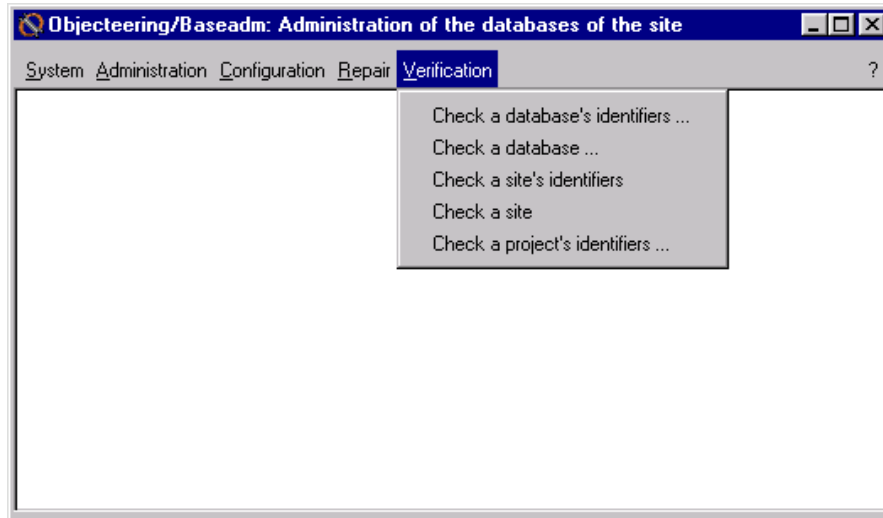 Objecteering/Baseadm: Administration of the databases of the site
System Administration Configuration Repair Verification ?
Check a database's identifiers ...
Check a database ...
Check a site's identifiers
Check a site
Check a project's identifiers ...